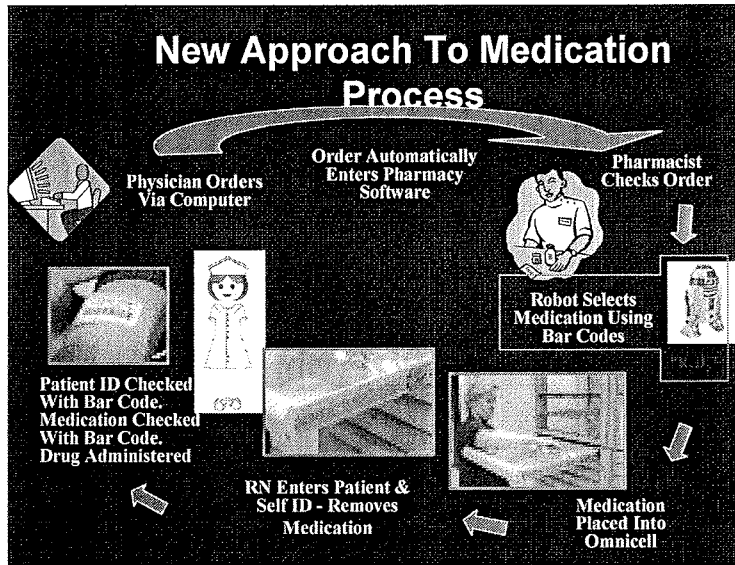 New Approach To Medication
Process
Physician Orders
Via Computer
Order Automatically
Enters Pharmacy
Software
Pharmacist
Checks Order
Robot Selects
Medication Using
Bar Codes
Medication
Placed Into
Omnicell
RN Enters Patient &
Self ID - Removes
Medication
Patient ID Checked
With Bar Code.
Medication Checked
With Bar Code.
Drug Administered